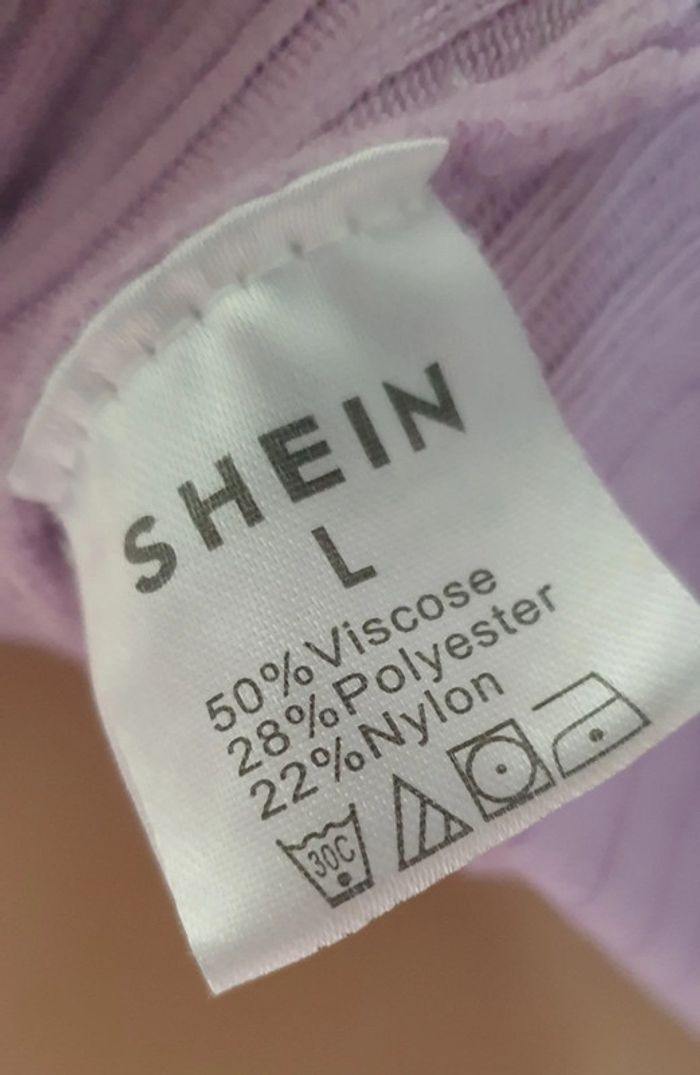 SHEIN
L
50%Viscose
28%Polyester
22%Nylon
30C